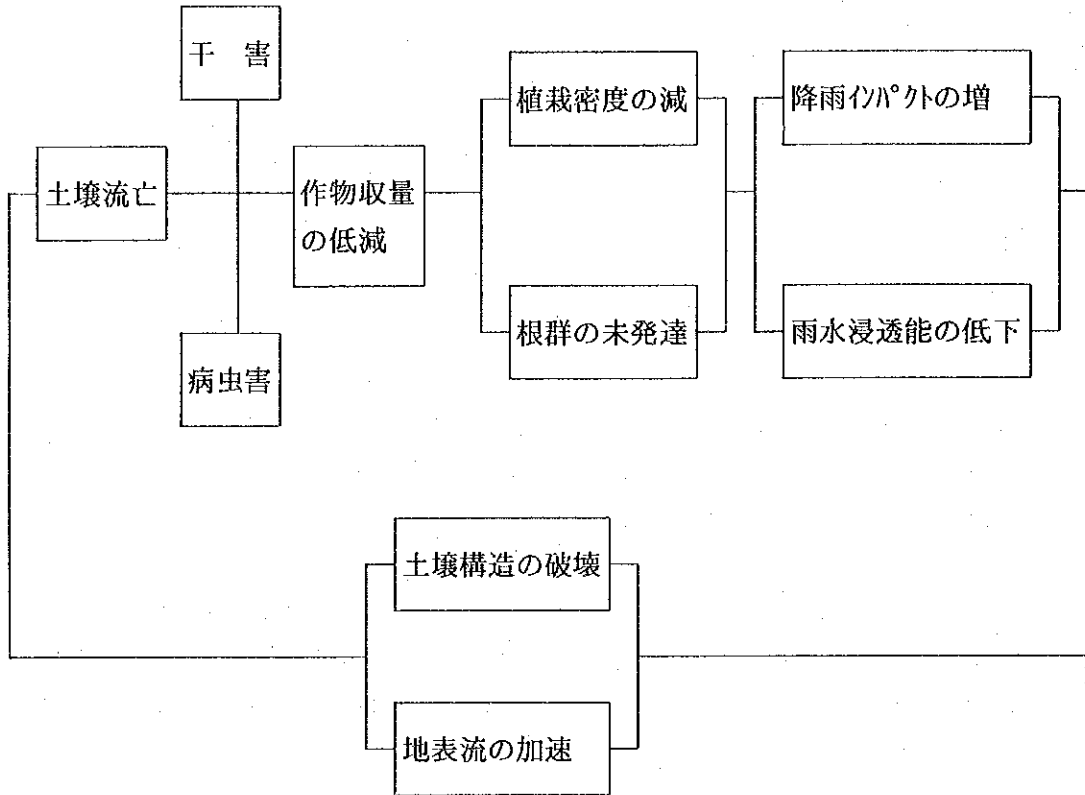 干　害
植栽密度の減
降雨ｲﾝﾊﾟｸﾄの増
土壌流亡
作物収量
の低減
根群の未発達
雨水浸透能の低下
病虫害
土壌構造の破壊
地表流の加速